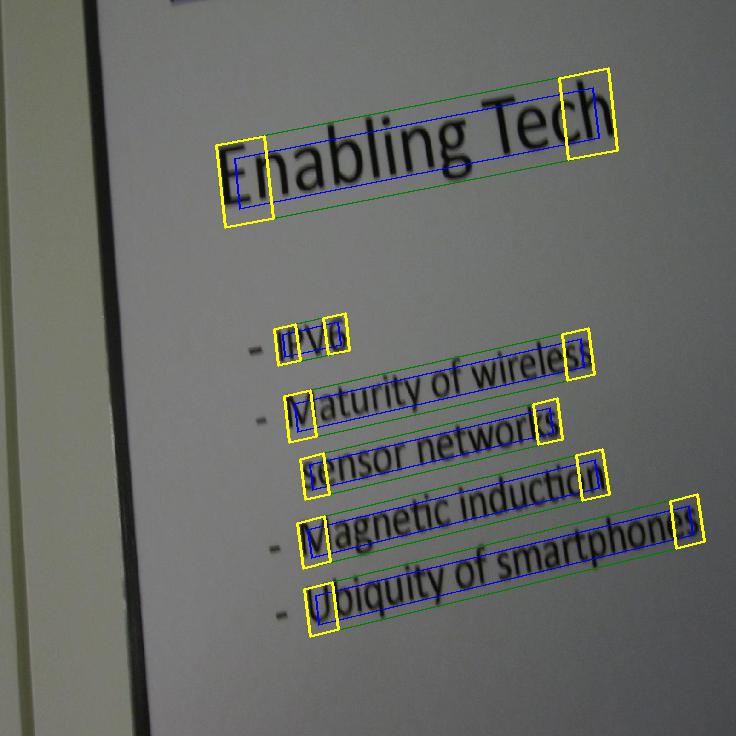 Enabling Tech
- IPV6
- Maturity of wireless
sensor networks
- Magnetic induction
- Ubiquity of smartphones